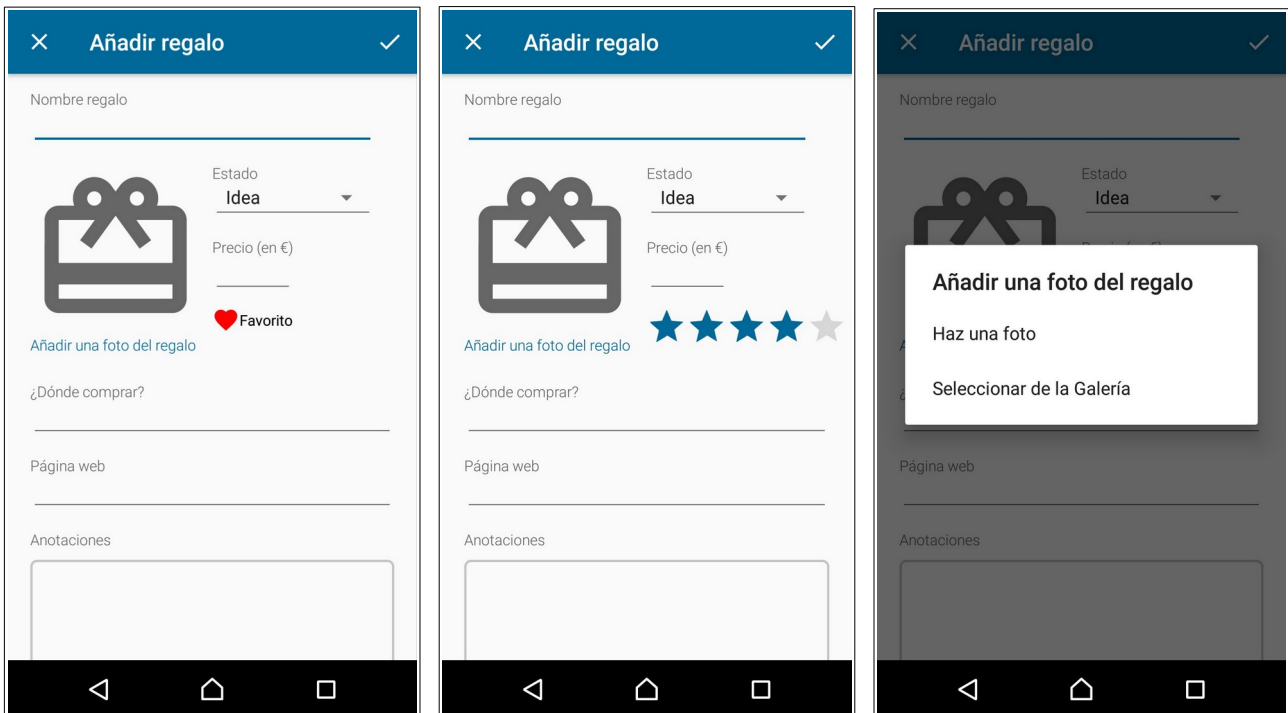 Añadir regalo
Nombre regalo
Estado
Idea
Precio (en €)
Favorito
Añadir una foto del regalo
¿Dónde comprar?
Página web
Anotaciones
Añadir regalo
Nombre regalo
Estado
Idea
Precio (en €)
Añadir una foto del regalo
¿Dónde comprar?
Página web
Anotaciones
Añadir regalo
Nombre regalo
Estado
Idea
Añadir una foto del regalo
Haz una foto
Seleccionar de la Galería
Página web
Anotaciones